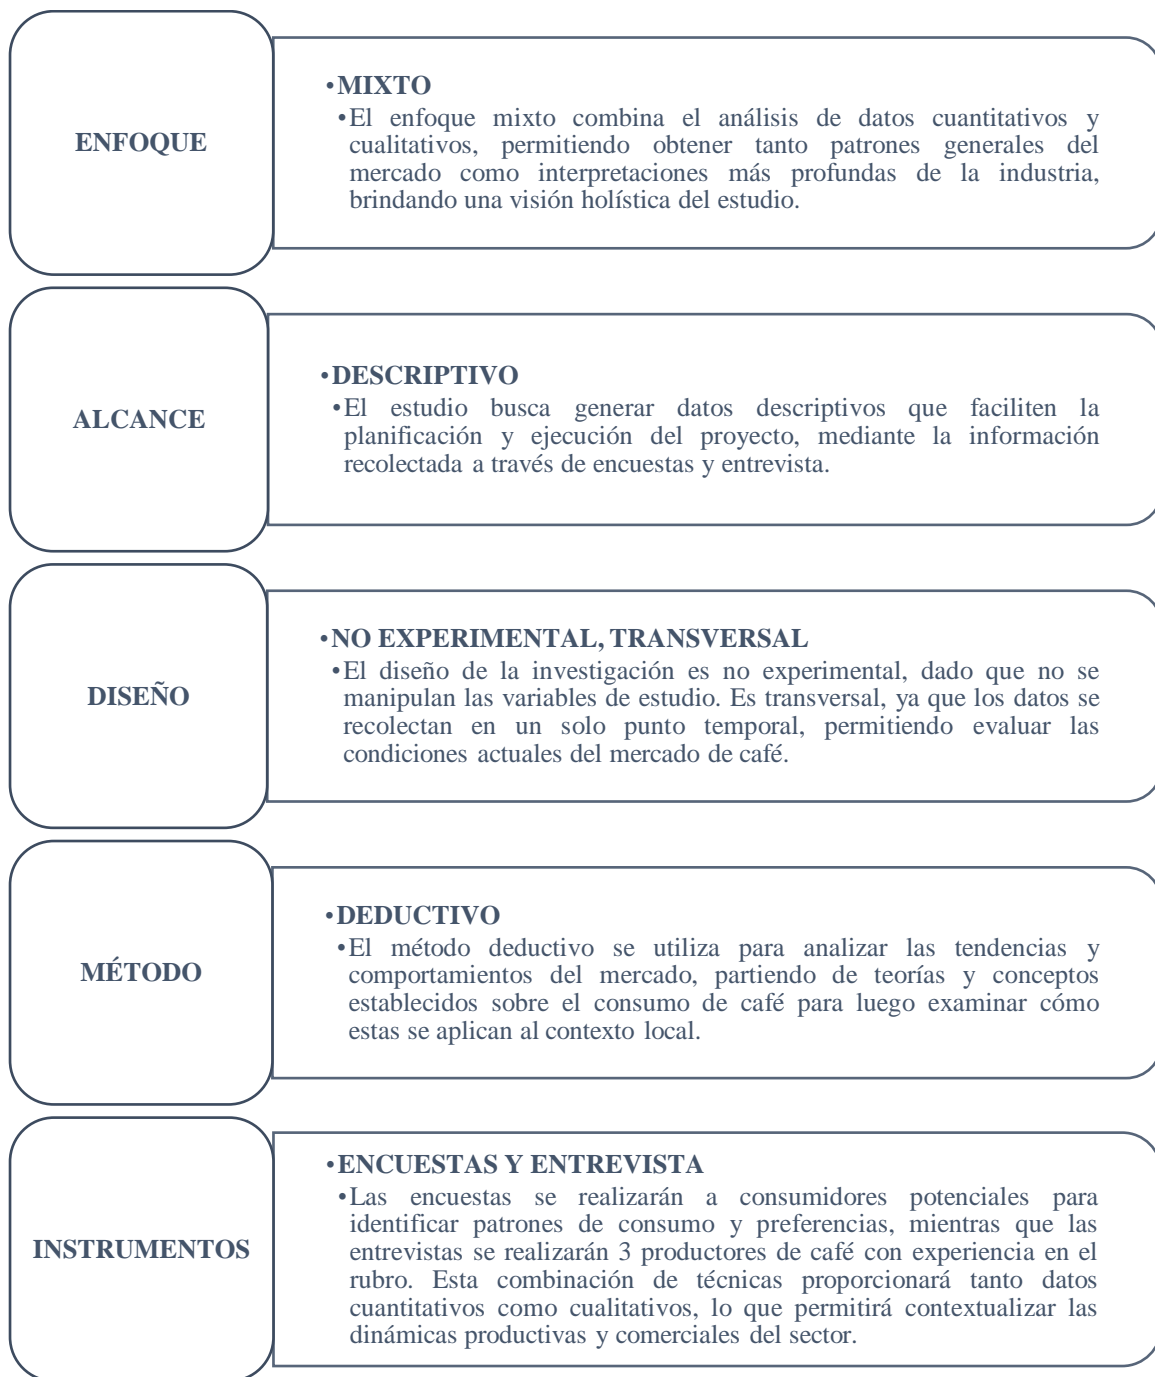 ENFOQUE
•MIXTO
•El enfoque mixto combina el análisis de datos cuantitativos y
cualitativos, permitiendo obtener tanto patrones generales del
mercado como interpretaciones más profundas de la industria,
brindando una visión holística del estudio.
ALCANCE
•DESCRIPTIVO
•El estudio busca generar datos descriptivos que faciliten la
planificación y ejecución del proyecto, mediante la información
recolectada a través de encuestas y entrevista.
DISEÑO
•NO EXPERIMENTAL, TRANSVERSAL
•El diseño de la investigación es no experimental, dado que no se
manipulan las variables de estudio. Es transversal, ya que los datos se
recolectan en un solo punto temporal, permitiendo evaluar las
condiciones actuales del mercado de café.
MÉTODO
•DEDUCTIVO
•El método deductivo se utiliza para analizar las tendencias y
comportamientos del mercado, partiendo de teorías y conceptos
establecidos sobre el consumo de café para luego examinar cómo
estas se aplican al contexto local.
INSTRUMENTOS
•ENCUESTAS Y ENTREVISTA
•Las encuestas se realizarán a consumidores potenciales para
identificar patrones de consumo y preferencias, mientras que las
entrevistas se realizarán 3 productores de café con experiencia en el
rubro. Esta combinación de técnicas proporcionará tanto datos
cuantitativos como cualitativos, lo que permitirá contextualizar las
dinámicas productivas y comerciales del sector.